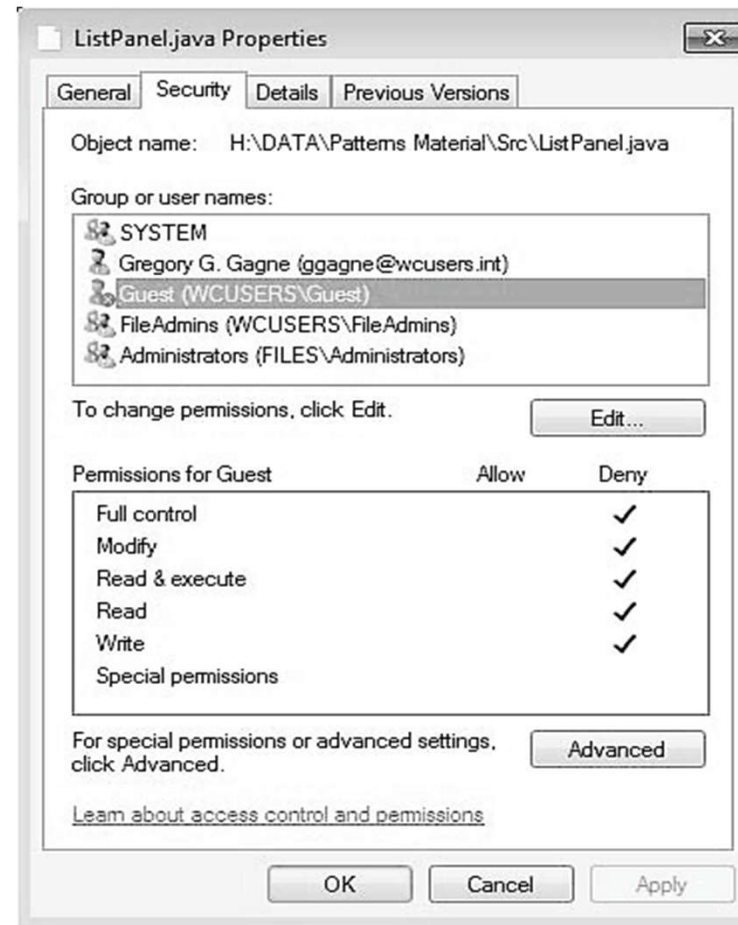 ListPanel.java Properties
General Security Details Previous Versions
Object name: H:\DATA\Patterns Material\Src\ListPanel.java
Group or user names:
SYSTEM
Gregory G. Gagne (ggagne@wcusers.int)
Guest (WCUSERS\Guest)
FileAdmins (WCUSERS\FileAdmins)
Administrators (FILES\Administrators)
To change permissions, click Edit.
Edit...
Permissions for Guest Allow Deny
Full control
Modify
Read & execute
Read
Write
Special permissions
For special permissions or advanced settings,
click Advanced.
Advanced
Learn about access control and permissions
OK Cancel Apply